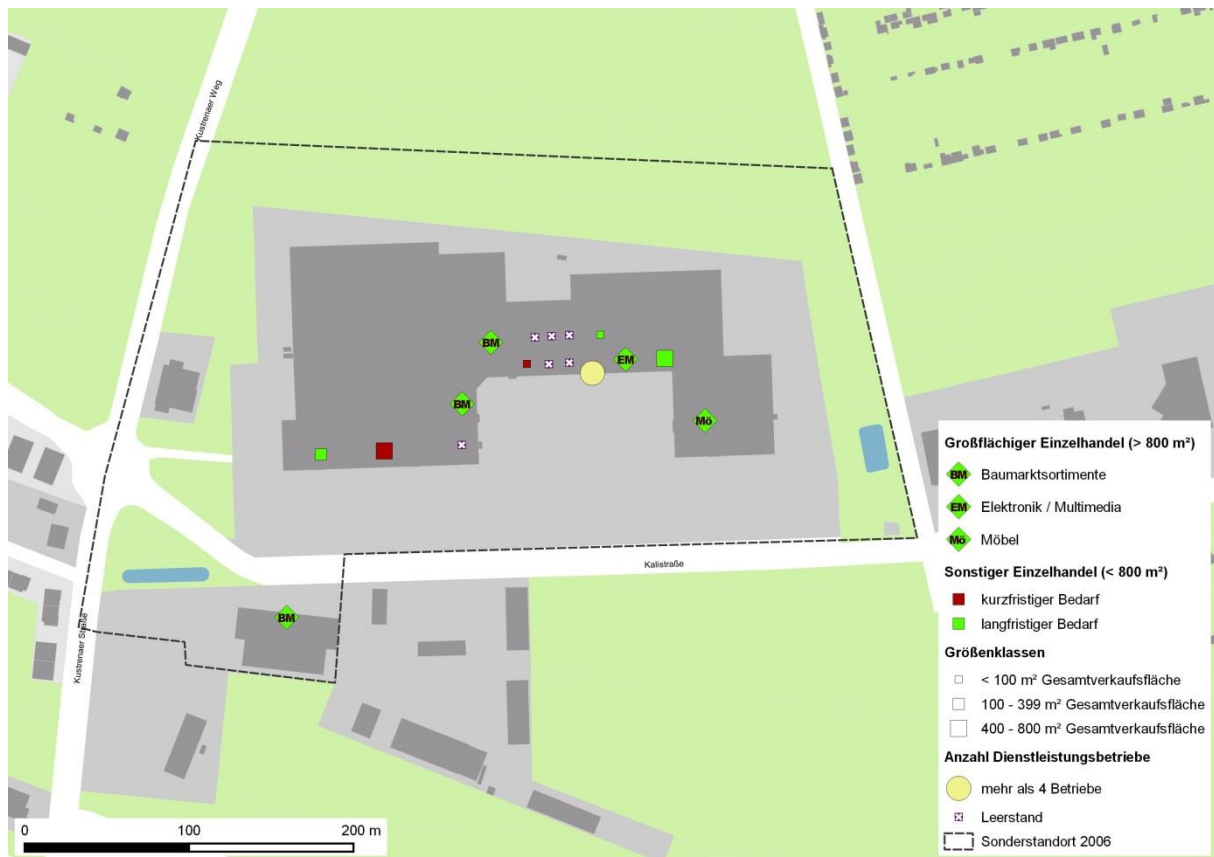 Kustrenaer Weg
BM
EM
BM
Mö
Kalistraße
BM
Kustrenaer Straße
Großflächiger Einzelhandel (> 800 m²)
BM Baumarktsortimente
EM Elektronik / Multimedia
Mö Möbel
Sonstiger Einzelhandel (< 800 m²)
kurzfristiger Bedarf
langfristiger Bedarf
Größenklassen
< 100 m² Gesamtverkaufsfläche
100 - 399 m² Gesamtverkaufsfläche
400 - 800 m² Gesamtverkaufsfläche
Anzahl Dienstleistungsbetriebe
mehr als 4 Betriebe
Leerstand
Sonderstandort 2006
0 100 200 m